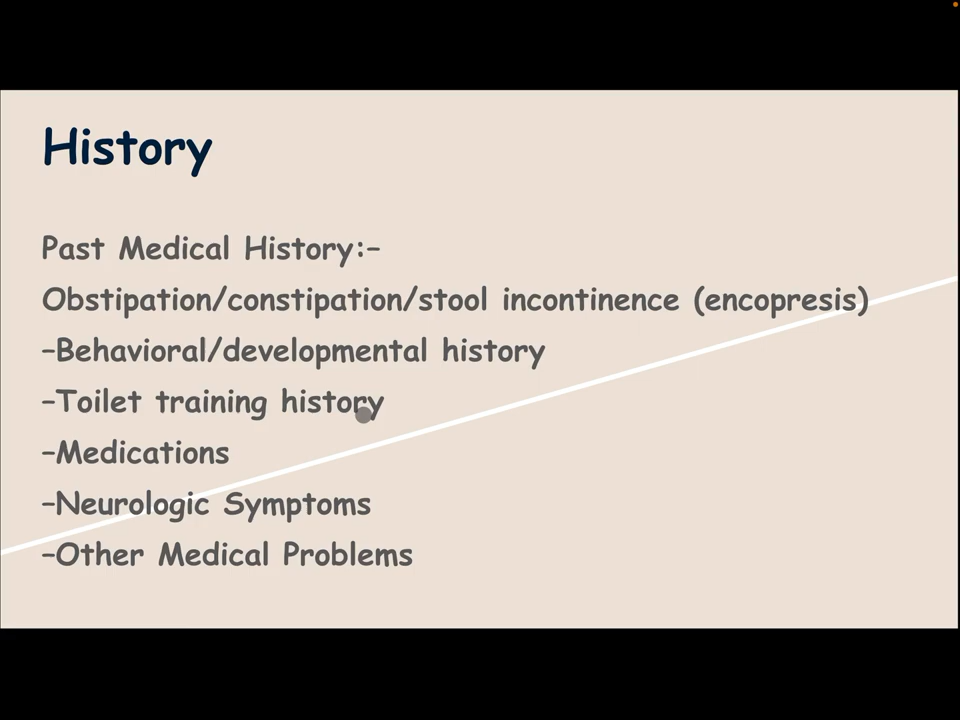 History
Past Medical History:-
Obstipation/constipation/stool incontinence (encopresis)
-Behavioral/developmental history
-Toilet training history
-Medications
-Neurologic Symptoms
-Other Medical Problems